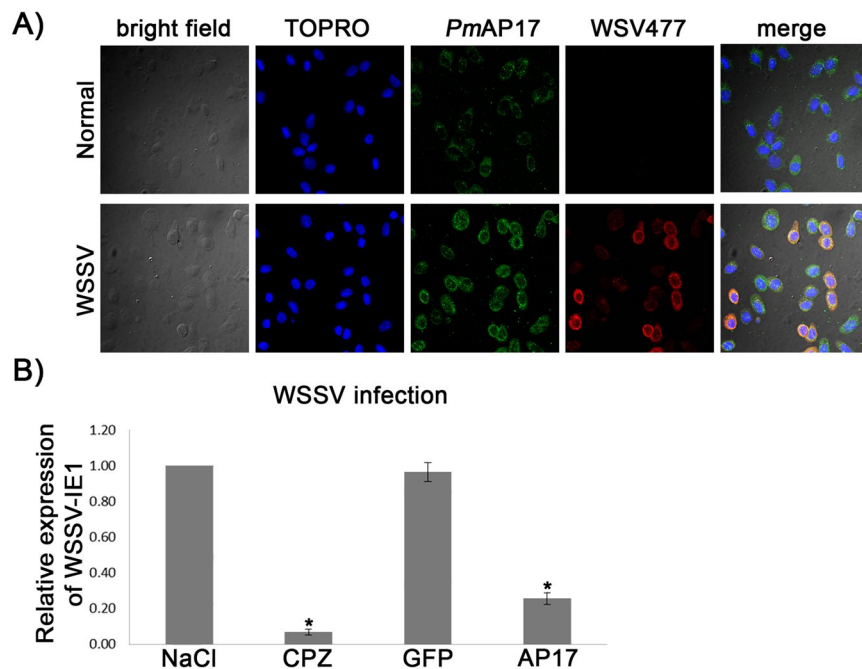 A)
bright field TOPRO PmAP17 WSV477 merge
Normal
WSSV
B)
WSSV infection
Relative expression
of WSSV-IE1
1.20
1.00
0.80
0.60
0.40
0.20
0.00
*
*
NaCl CPZ GFP AP17